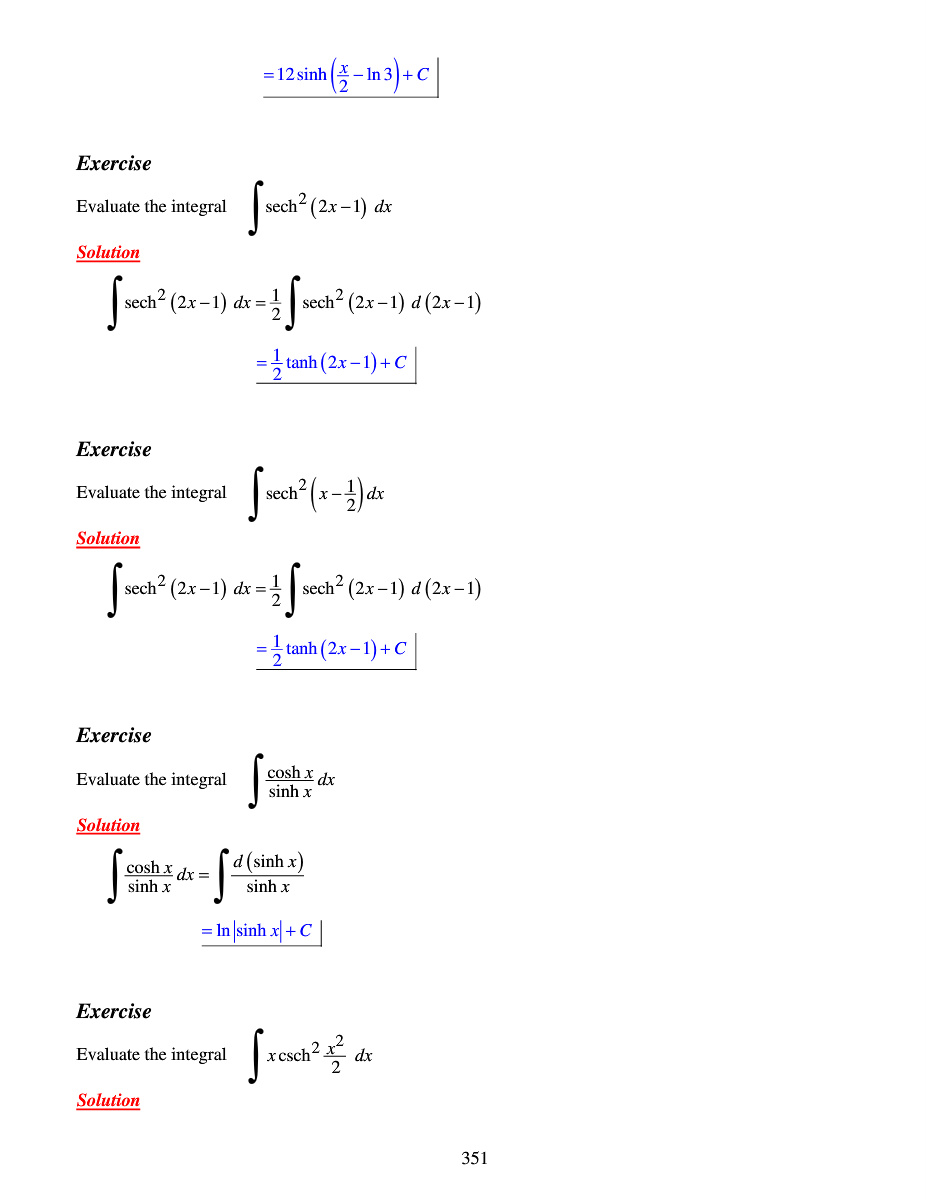 = 12 sinh(x/2 − ln 3) + C
Exercise
Evaluate the integral ∫ sech² (2x − 1) dx
Solution
∫ sech² (2x − 1) dx = 1/2 ∫ sech² (2x − 1) d (2x − 1)
= 1/2 tanh (2x − 1) + C
Exercise
Evaluate the integral ∫ sech² (x − 1/2) dx
Solution
∫ sech² (2x − 1) dx = 1/2 ∫ sech² (2x − 1) d (2x − 1)
= 1/2 tanh (2x − 1) + C
Exercise
Evaluate the integral ∫ cosh x / sinh x dx
Solution
∫ cosh x / sinh x dx = ∫ d (sinh x) / sinh x
= ln |sinh x| + C
Exercise
Evaluate the integral ∫ x csch² x²/2 dx
Solution
351